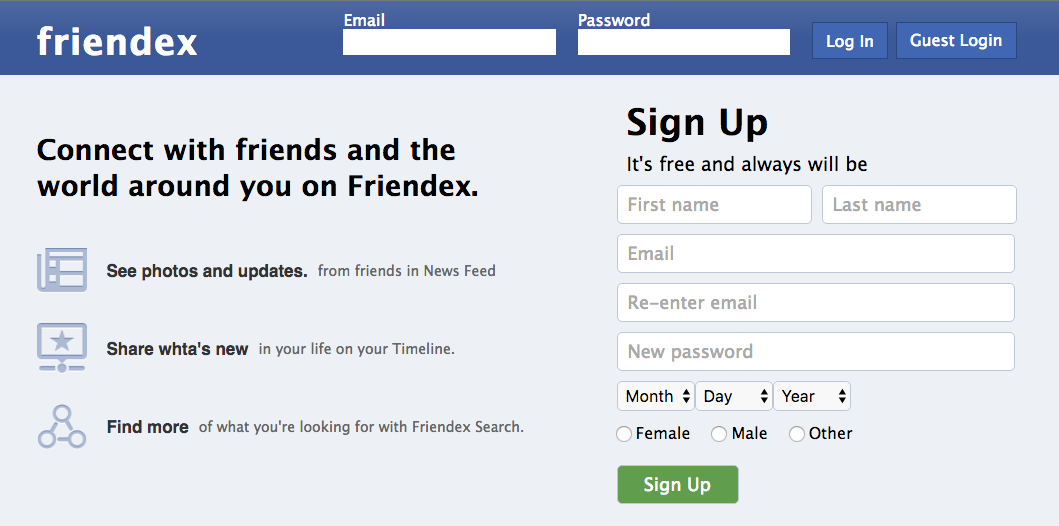 friendex
Email
Password
Log In
Guest Login
Connect with friends and the
world around you on Friendex.
See photos and updates. from friends in News Feed
Share whta's new in your life on your Timeline.
Find more of what you're looking for with Friendex Search.
Sign Up
It's free and always will be
First name
Last name
Email
Re-enter email
New password
Month Day Year
Female Male Other
Sign Up